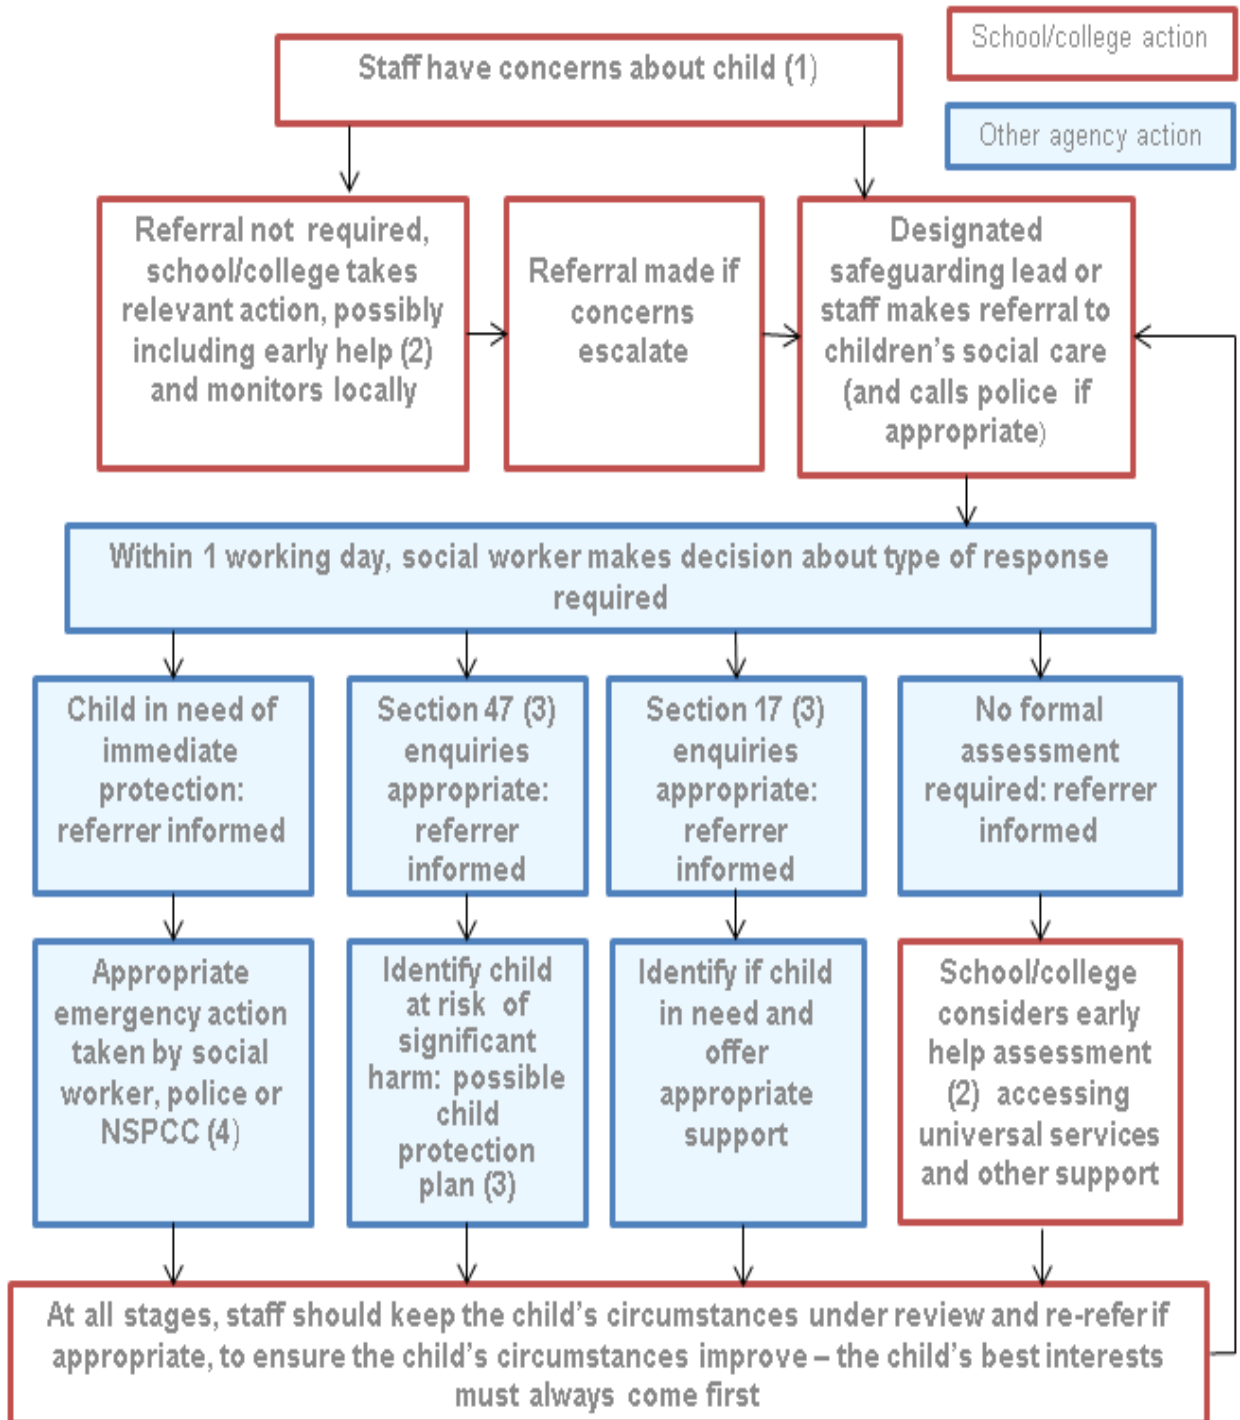 School/college action
Staff have concerns about child (1)
Other agency action
Referral not required,
school/college takes
relevant action, possibly
including early help (2)
and monitors locally
Referral made if
concerns
escalate
Designated
safeguarding lead or
staff makes referral to
children's social care
(and calls police if
appropriate)
Within 1 working day, social worker makes decision about type of response
required
Child in need of
immediate
protection:
referrer informed
Section 47 (3)
enquiries
appropriate:
referrer
informed
Section 17 (3)
enquiries
appropriate:
referrer
informed
No formal
assessment
required: referrer
informed
Appropriate
emergency action
taken by social
worker, police or
NSPCC (4)
Identify child
at risk of
significant
harm: possible
child
protection
plan (3)
Identify if child
in need and
offer
appropriate
support
School/college
considers early
help assessment
(2) accessing
universal services
and other support
At all stages, staff should keep the child's circumstances under review and re-refer if
appropriate, to ensure the child's circumstances improve – the child's best interests
must always come first